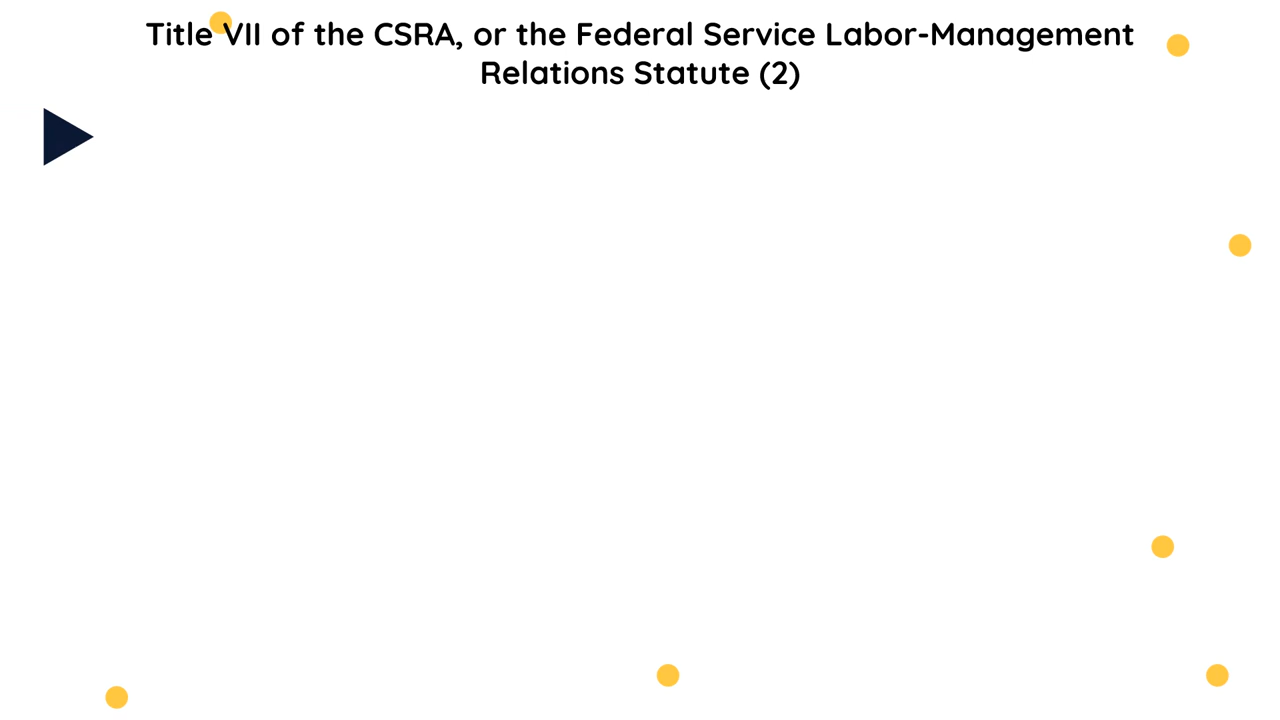 Title VII of the CSRA, or the Federal Service Labor-Management
Relations Statute (2)